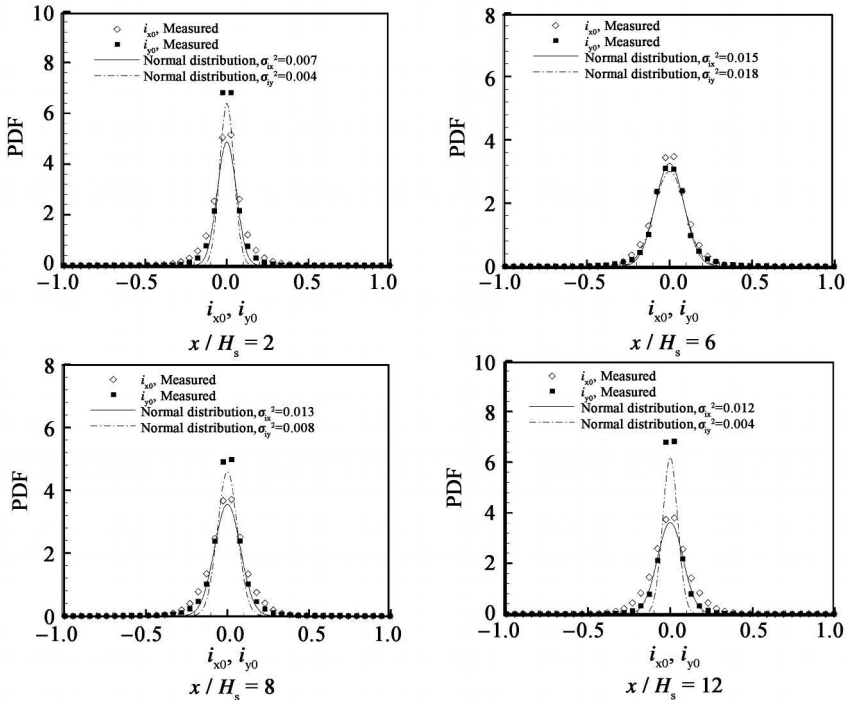 i_x0, Measured
i_y0, Measured
Normal distribution, σ_ix²=0.007
Normal distribution, σ_iy²=0.004
PDF
10
8
6
4
2
0
−1.0 −0.5 0.0 0.5 1.0
i_x0, i_y0
x / H_s = 2
i_x0, Measured
i_y0, Measured
Normal distribution, σ_ix²=0.015
Normal distribution, σ_iy²=0.018
PDF
8
6
4
2
0
−1.0 −0.5 0.0 0.5 1.0
i_x0, i_y0
x / H_s = 6
i_x0, Measured
i_y0, Measured
Normal distribution, σ_ix²=0.013
Normal distribution, σ_iy²=0.008
PDF
8
6
4
2
0
−1.0 −0.5 0.0 0.5 1.0
i_x0, i_y0
x / H_s = 8
i_x0, Measured
i_y0, Measured
Normal distribution, σ_ix²=0.012
Normal distribution, σ_iy²=0.004
PDF
10
8
6
4
2
0
−1.0 −0.5 0.0 0.5 1.0
i_x0, i_y0
x / H_s = 12